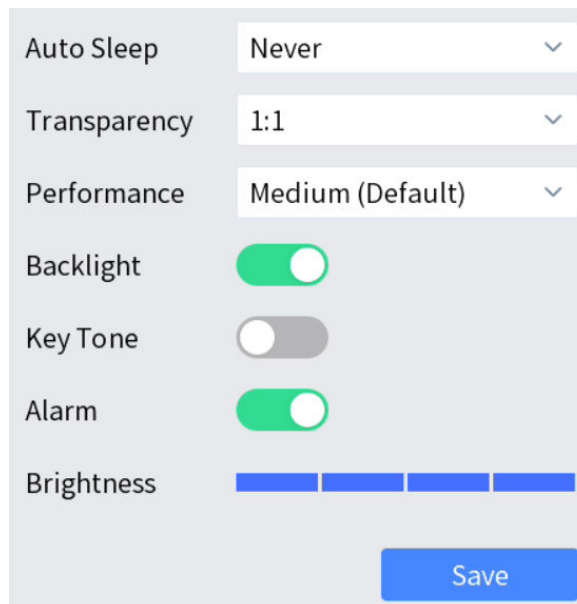 Auto Sleep Never
Transparency 1:1
Performance Medium (Default)
Backlight
Key Tone
Alarm
Brightness
Save